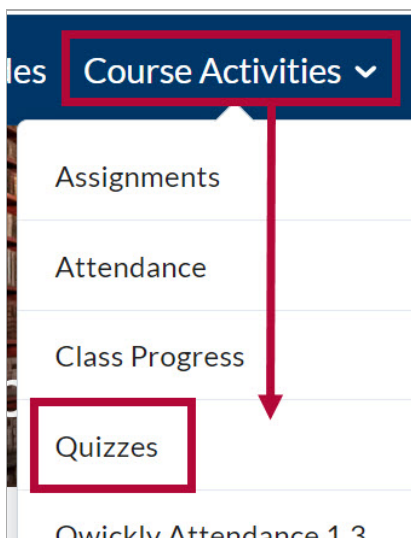 les Course Activities
Assignments
Attendance
Class Progress
Quizzes
Qwickly Attendance 1.3